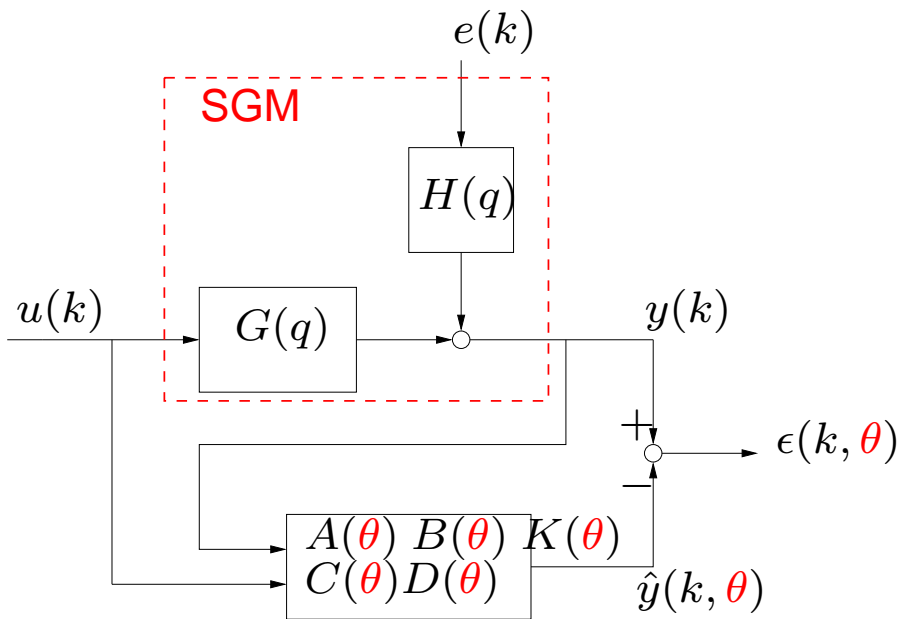 e(k)
SGM
H(q)
u(k)
G(q)
y(k)
+
ϵ(k, θ)
−
A(θ) B(θ) K(θ)
C(θ)D(θ)
ŷ(k, θ)